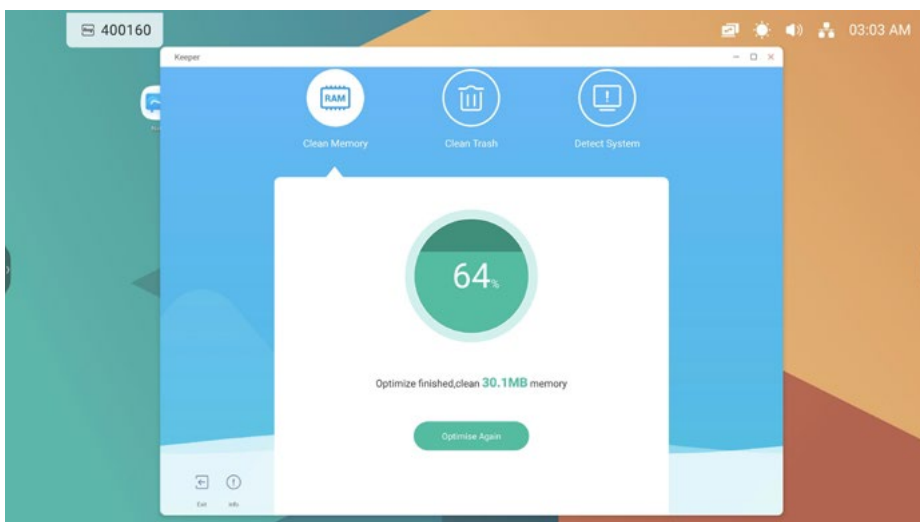 400160
03:03 AM
Keeper
RAM
Clean Memory
Clean Trash
Detect System
64%
Optimize finished,clean 30.1MB memory
Optimise Again
Exit
Info